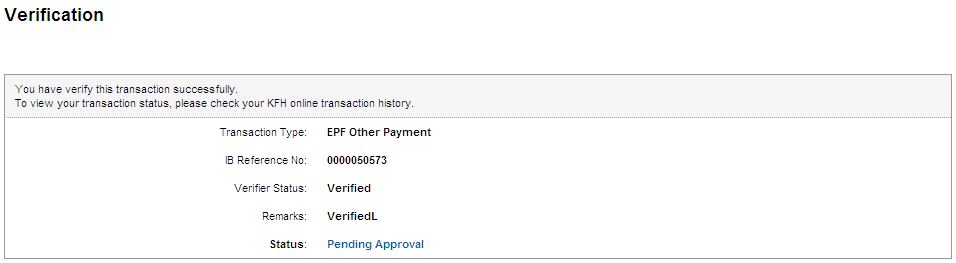 Verification
You have verify this transaction successfully.
To view your transaction status, please check your KFH online transaction history.
Transaction Type: EPF Other Payment
IB Reference No: 0000050573
Verifier Status: Verified
Remarks: VerifiedL
Status: Pending Approval